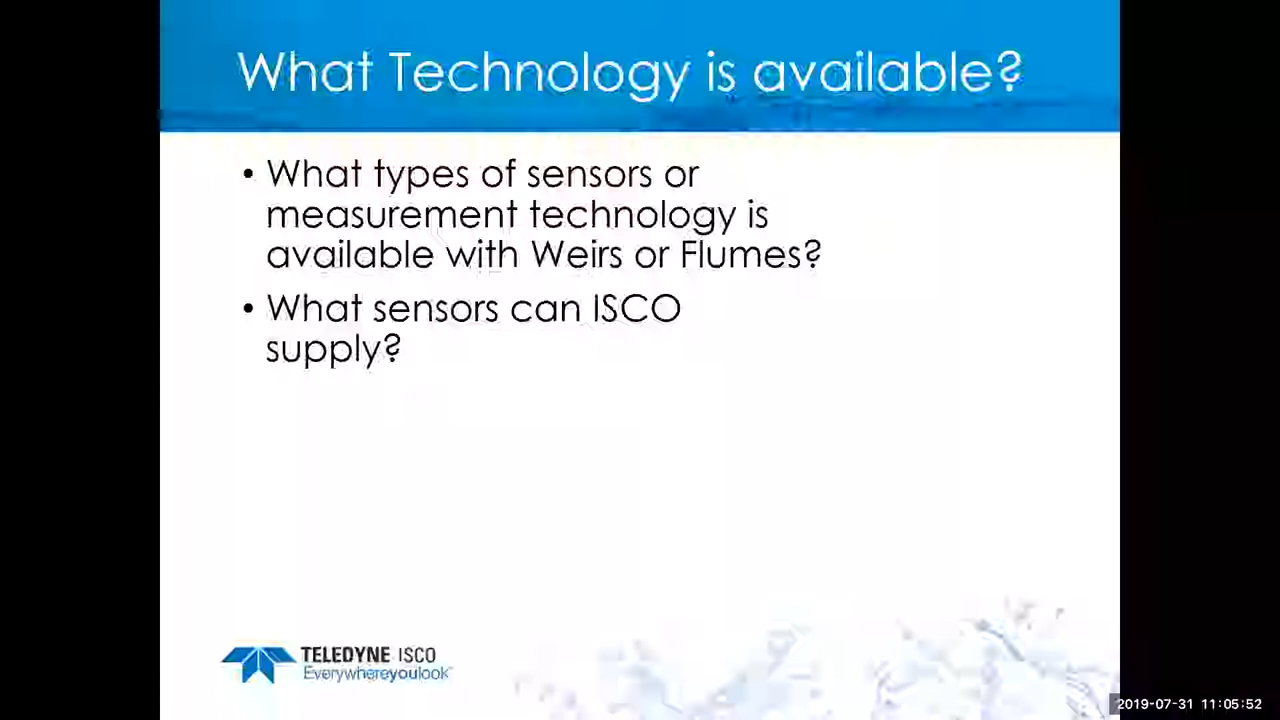 What Technology is available?
• What types of sensors or
measurement technology is
available with Weirs or Flumes?
• What sensors can ISCO
supply?
TELEDYNE ISCO
Everywhereyoulook™
2019-07-31 11:05:52